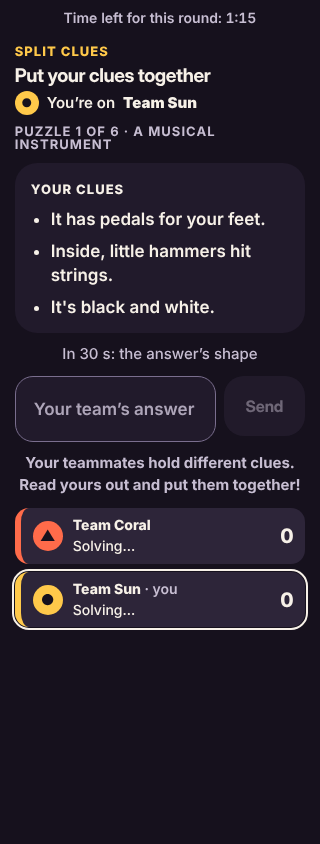 Time left for this round: 1:15
SPLIT CLUES
Put your clues together
You're on Team Sun
PUZZLE 1 OF 6 · A MUSICAL
INSTRUMENT
YOUR CLUES
• It has pedals for your feet.
• Inside, little hammers hit
strings.
• It's black and white.
In 30 s: the answer's shape
Your team's answer
Send
Your teammates hold different clues.
Read yours out and put them together!
Team Coral
Solving...
0
Team Sun · you
Solving...
0